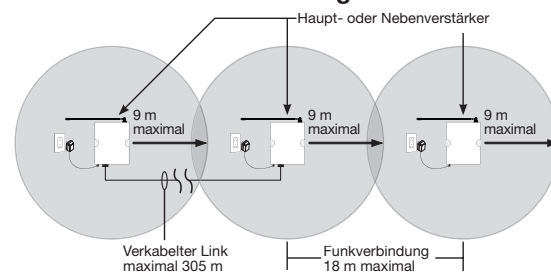 Haupt- oder Nebenverstärker
9 m
maximal
9 m
maximal
9 m
maximal
Verkabelter Link
maximal 305 m
Funkverbindung
18 m maximal